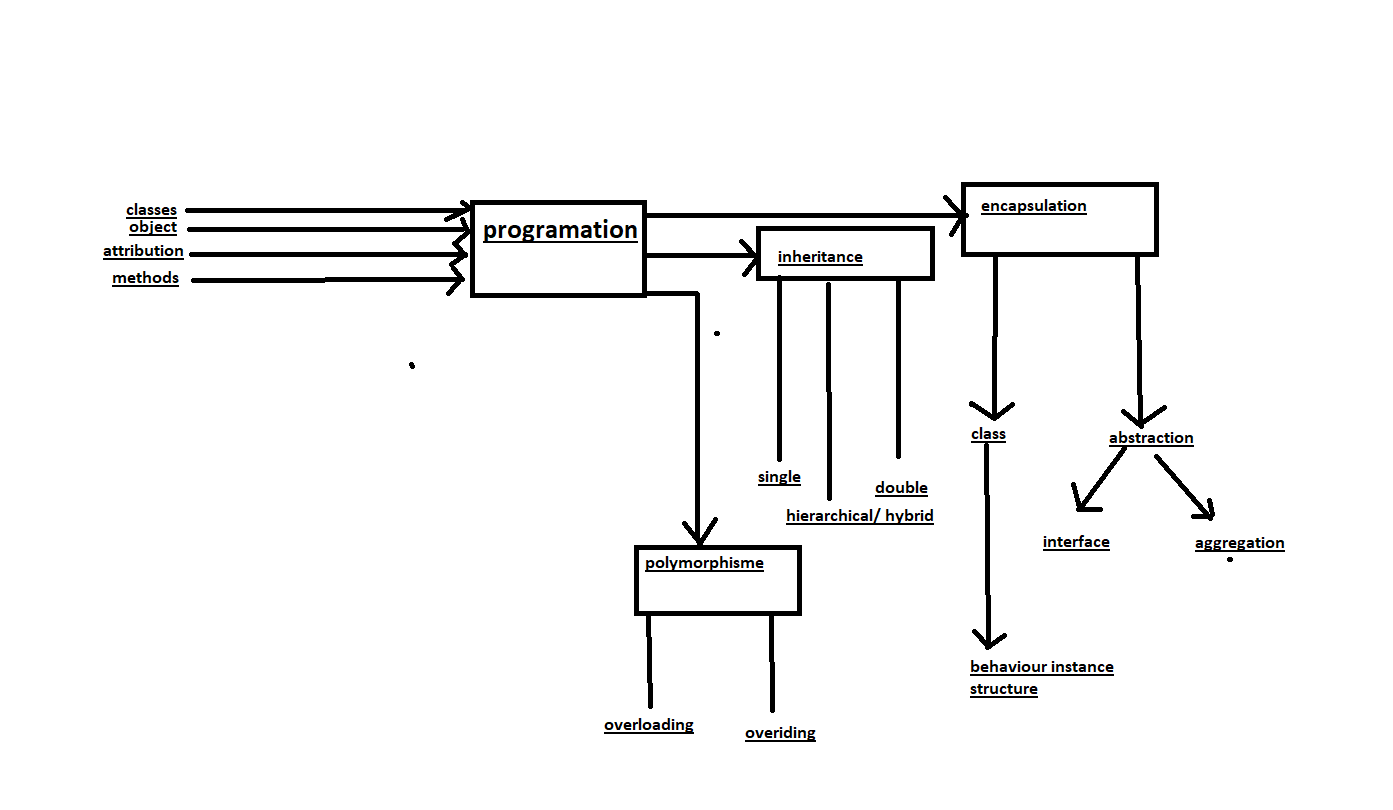 classes
object
attribution
methods
programation
inheritance
encapsulation
single
double
hierarchical/ hybrid
class
abstraction
interface
aggregation
polymorphisme
behaviour instance
structure
overloading
overiding